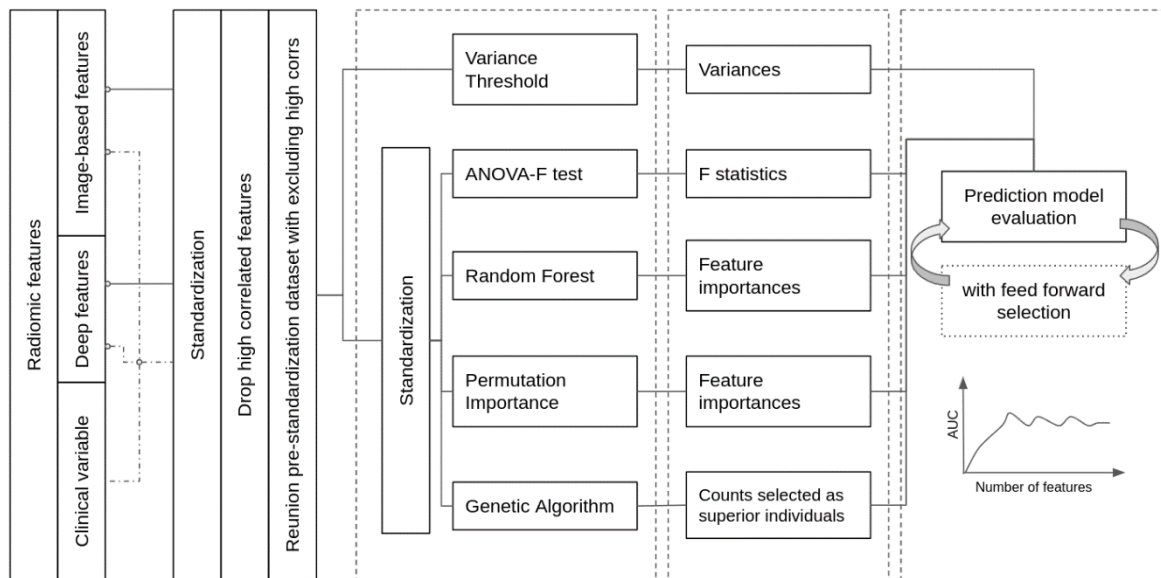 Radiomic features
Image-based features
Deep features
Clinical variable
Standardization
Drop high correlated features
Reunion pre-standardization dataset with excluding high corrs
Standardization
Variance
Threshold
ANOVA-F test
Random Forest
Permutation
Importance
Genetic Algorithm
Variances
F statistics
Feature
importances
Feature
importances
Counts selected as
superior individuals
Prediction model
evaluation
with feed forward
selection
AUC
Number of features